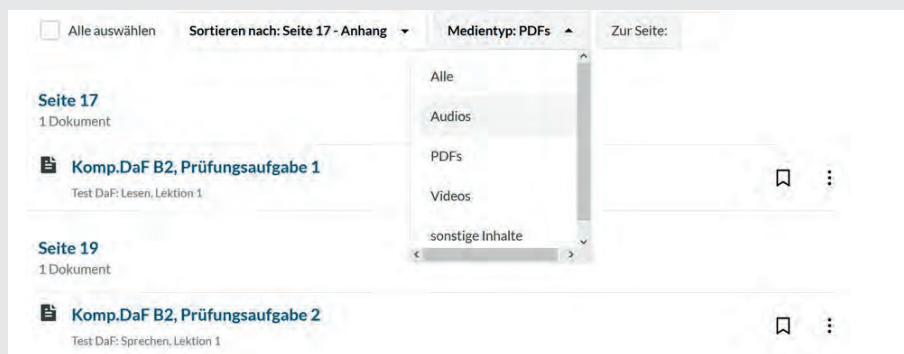 Alle auswählen Sortieren nach: Seite 17 - Anhang Medientyp: PDFs Zur Seite:
Alle
Audios
PDFs
Videos
sonstige Inhalte
Seite 17
1 Dokument
Komp.DaF B2, Prüfungsaufgabe 1
Test DaF: Lesen, Lektion 1
Seite 19
1 Dokument
Komp.DaF B2, Prüfungsaufgabe 2
Test DaF: Sprechen, Lektion 1